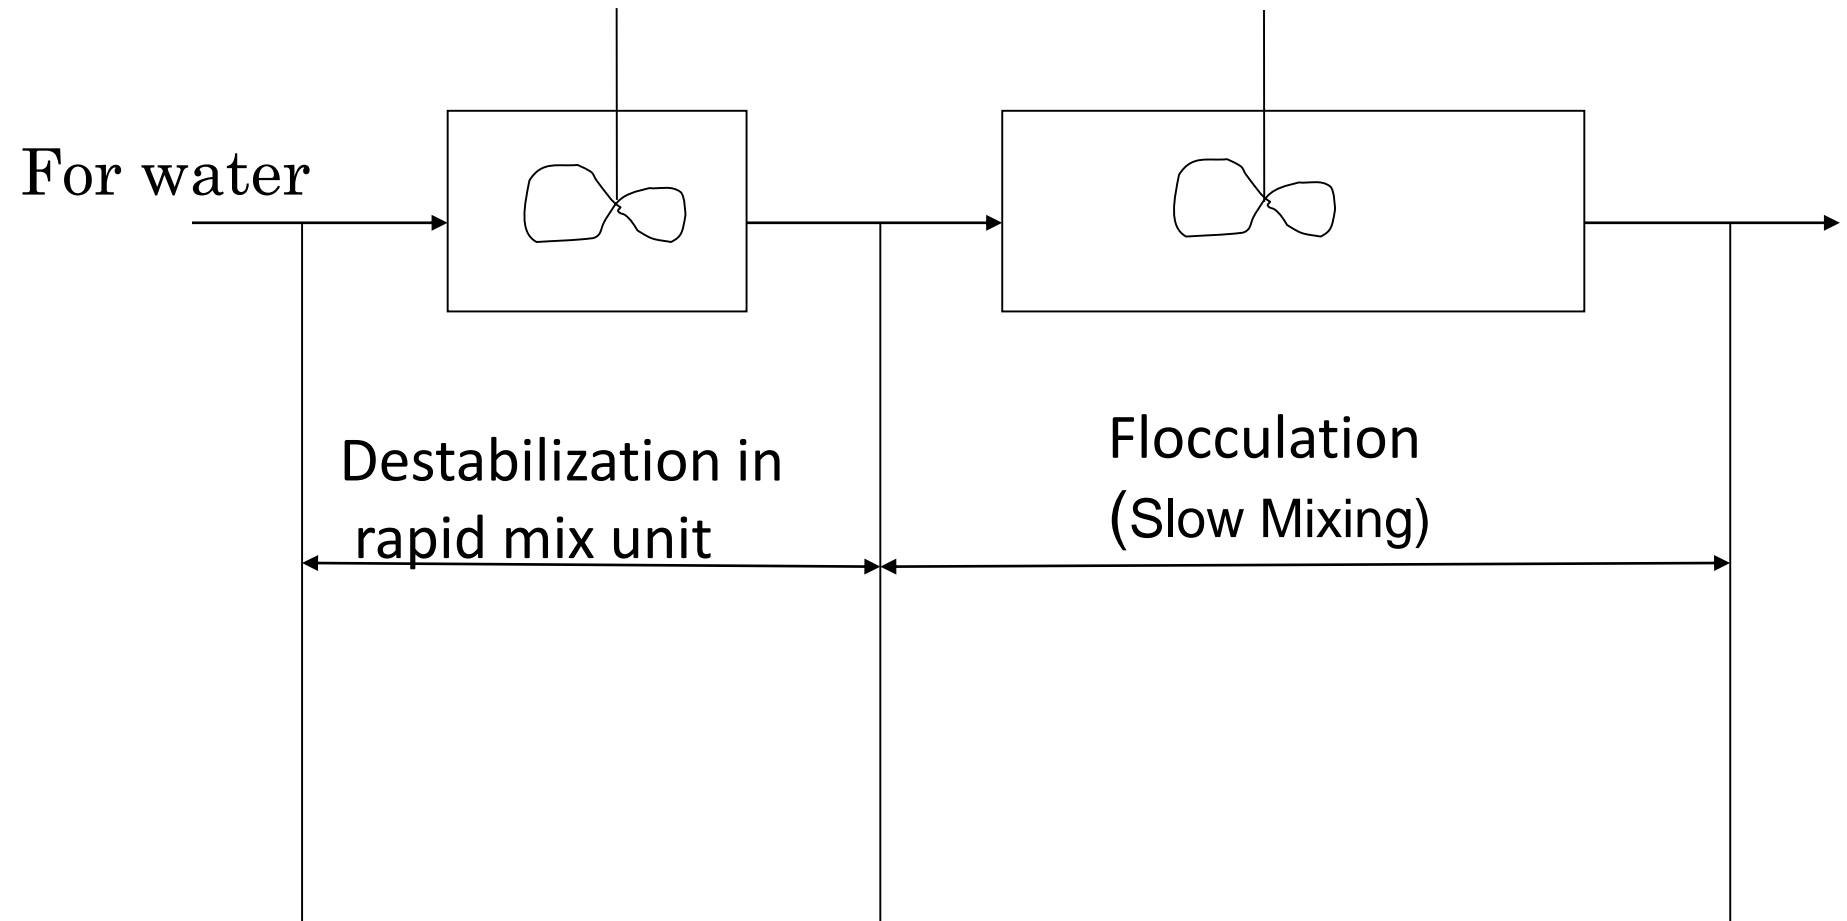 For water
Destabilization in
rapid mix unit
Flocculation
(Slow Mixing)